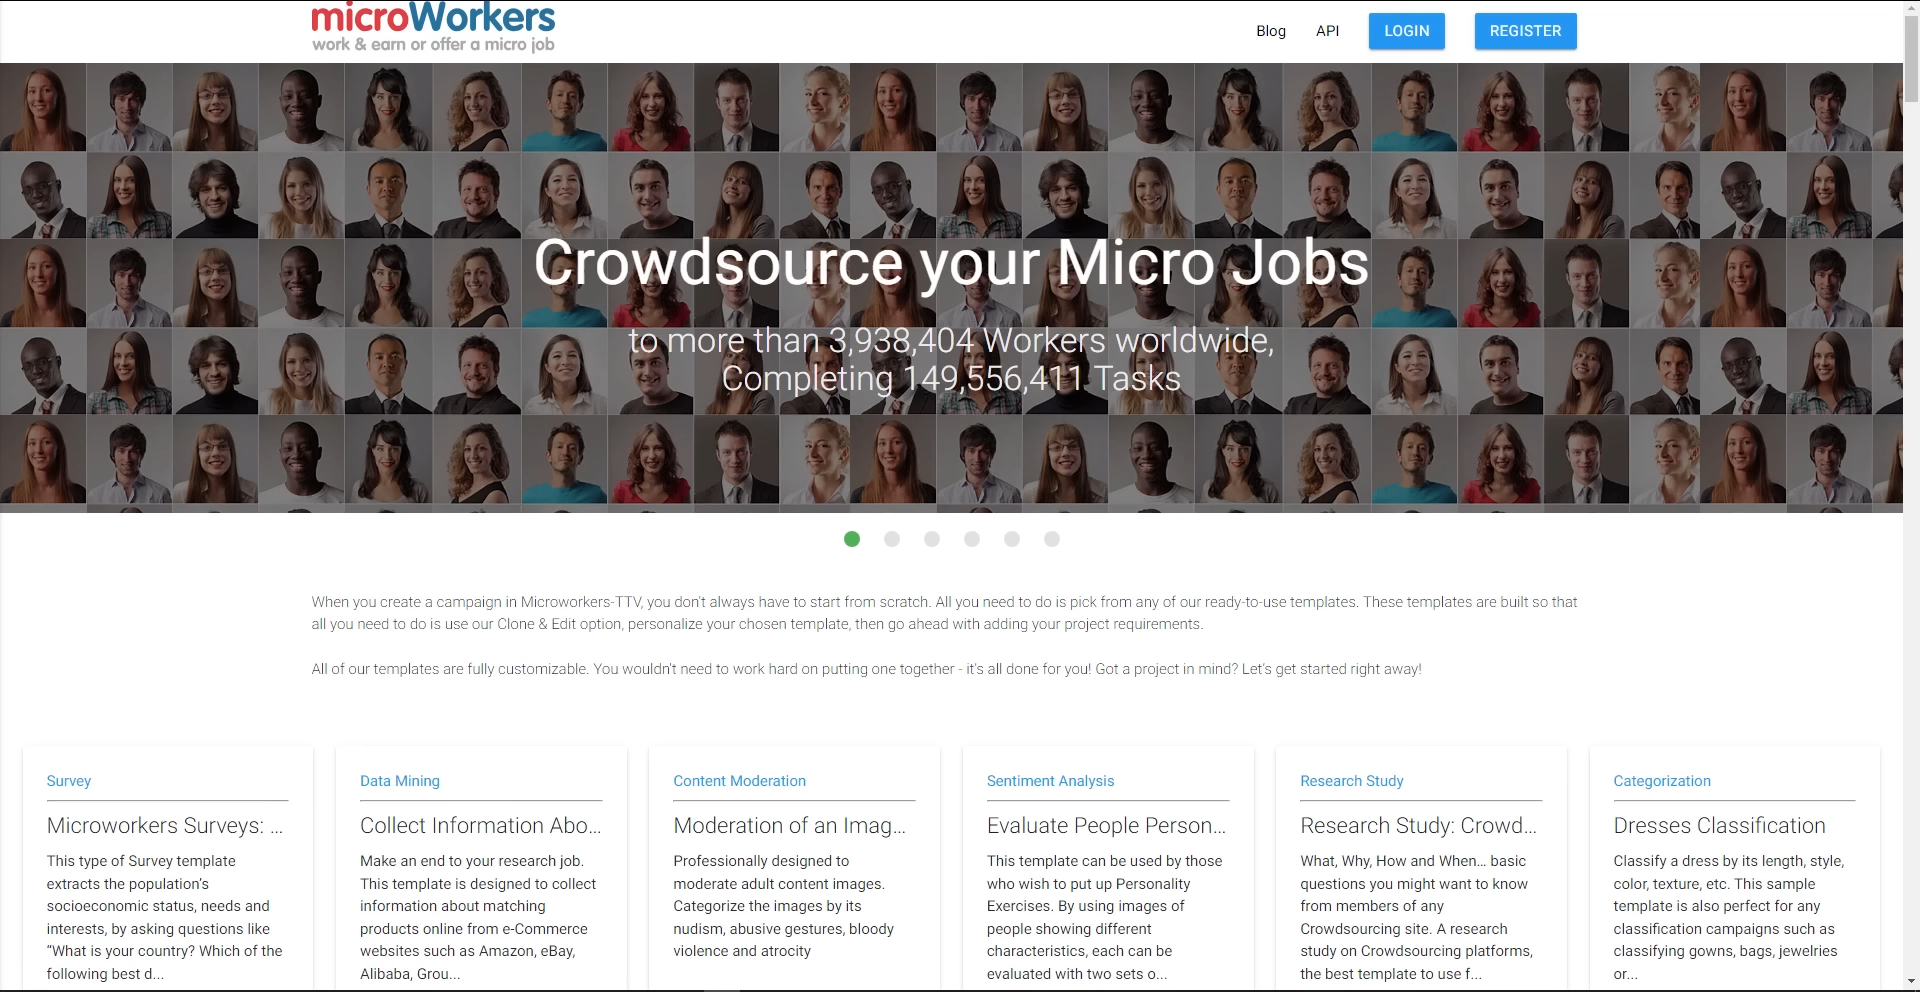 microWorkers
work & earn or offer a micro job
Blog
API
LOGIN
REGISTER
Crowdsource your Micro Jobs
to more than 3,938,404 Workers worldwide,
Completing 149,556,411 Tasks
When you create a campaign in Microworkers-TTV, you don't always have to start from scratch. All you need to do is pick from any of our ready-to-use templates. These templates are built so that
all you need to do is use our Clone & Edit option, personalize your chosen template, then go ahead with adding your project requirements.
All of our templates are fully customizable. You wouldn't need to work hard on putting one together - it's all done for you! Got a project in mind? Let's get started right away!
Survey
Microworkers Surveys: ...
This type of Survey template
extracts the population's
socioeconomic status, needs and
interests, by asking questions like
“What is your country? Which of the
following best d...
Data Mining
Collect Information Abo...
Make an end to your research job.
This template is designed to collect
information about matching
products online from e-Commerce
websites such as Amazon, eBay,
Alibaba, Grou...
Content Moderation
Moderation of an Imag...
Professionally designed to
moderate adult content images.
Categorize the images by its
nudism, abusive gestures, bloody
violence and atrocity
Sentiment Analysis
Evaluate People Person...
This template can be used by those
who wish to put up Personality
Exercises. By using images of
people showing different
characteristics, each can be
evaluated with two sets o...
Research Study
Research Study: Crowd...
What, Why, How and When... basic
questions you might want to know
from members of any
Crowdsourcing site. A research
study on Crowdsourcing platforms,
the best template to use f...
Categorization
Dresses Classification
Classify a dress by its length, style,
color, texture, etc. This sample
template is also perfect for any
classification campaigns such as
classifying gowns, bags, jewelries
or...